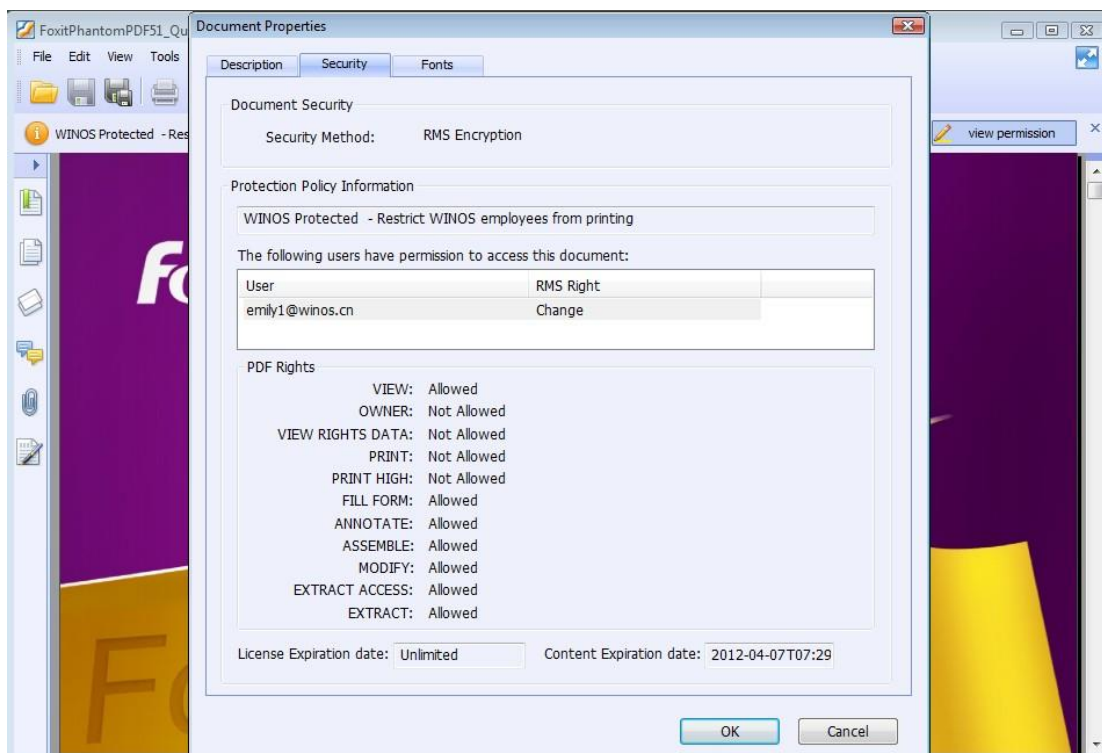 FoxitPhantomPDF51_Qu
Document Properties
File Edit View Tools
Description Security Fonts
Document Security
Security Method: RMS Encryption
WINOS Protected - Res
view permission
Protection Policy Information
WINOS Protected - Restrict WINOS employees from printing
The following users have permission to access this document:
User RMS Right
emily1@winos.cn Change
PDF Rights
VIEW: Allowed
OWNER: Not Allowed
VIEW RIGHTS DATA: Not Allowed
PRINT: Not Allowed
PRINT HIGH: Not Allowed
FILL FORM: Allowed
ANNOTATE: Allowed
ASSEMBLE: Allowed
MODIFY: Allowed
EXTRACT ACCESS: Allowed
EXTRACT: Allowed
License Expiration date: Unlimited Content Expiration date: 2012-04-07T07:29
OK Cancel
Fo
Fo